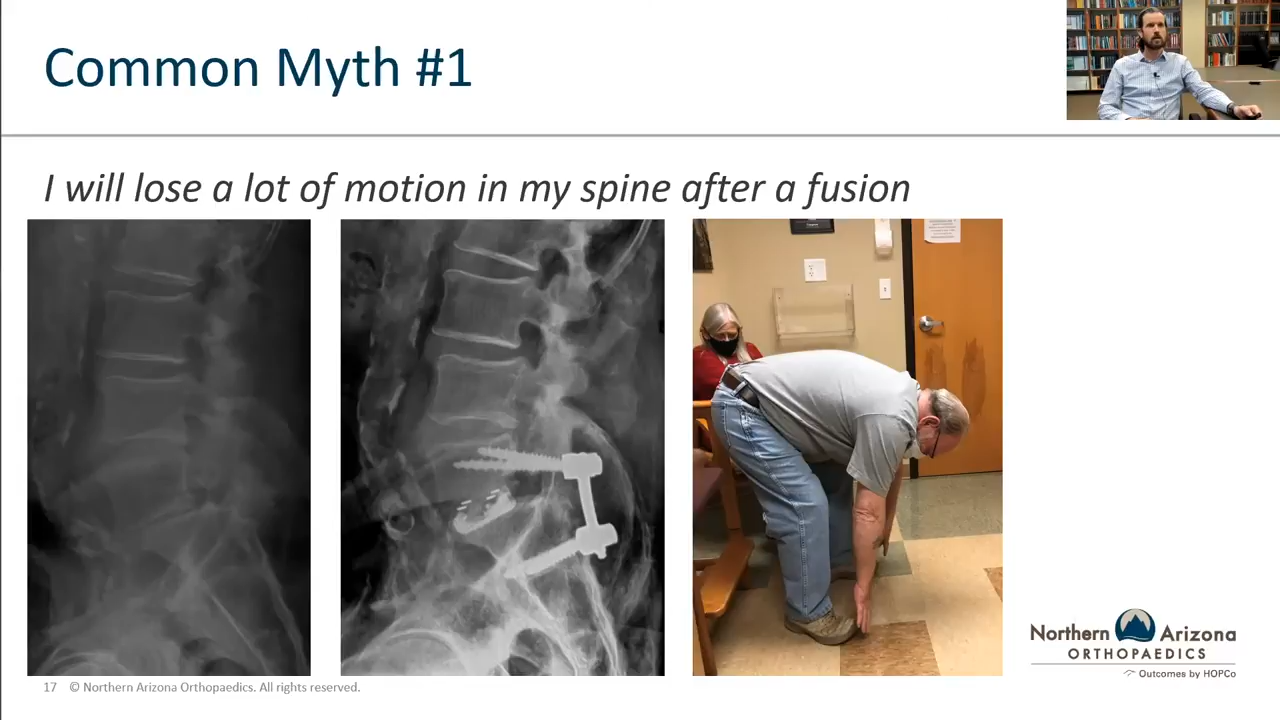 Common Myth #1
I will lose a lot of motion in my spine after a fusion
Northern Arizona
ORTHOPAEDICS
Outcomes by HOPCo
17 © Northern Arizona Orthopaedics. All rights reserved.